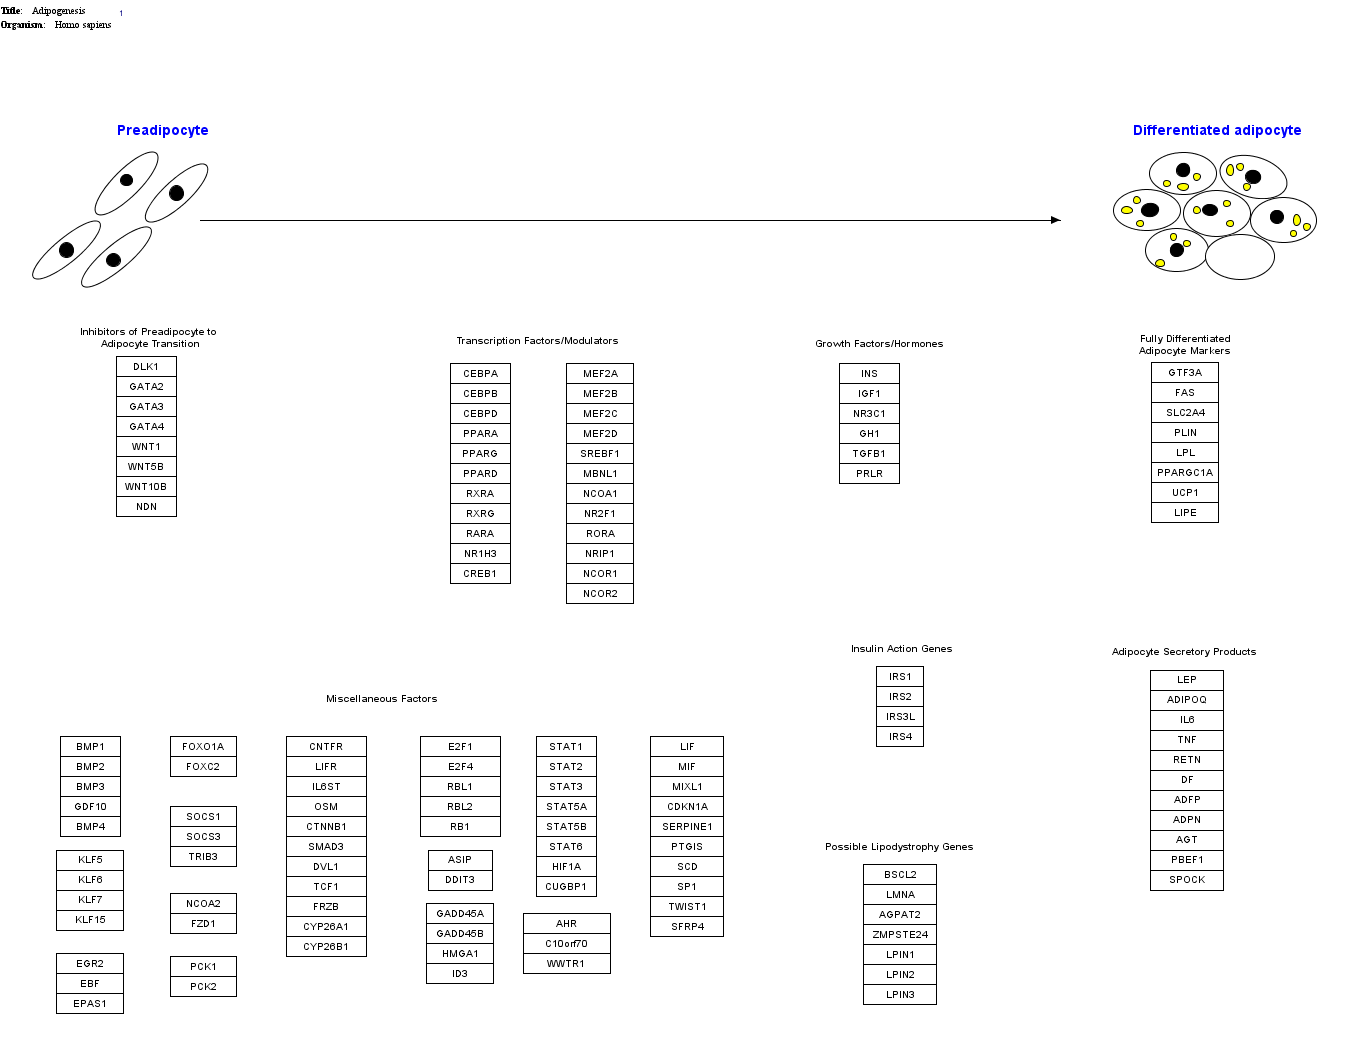 Title: Adipogenesis 1
Organism: Homo sapiens
Preadipocyte
Differentiated adipocyte
Inhibitors of Preadipocyte to
Adipocyte Transition
DLK1
GATA2
GATA3
GATA4
WNT1
WNT5B
WNT10B
NDN
Transcription Factors/Modulators
CEBPA
CEBPB
CEBPD
PPARA
PPARG
PPARD
RXRA
RXRG
RARA
NR1H3
CREB1
MEF2A
MEF2B
MEF2C
MEF2D
SREBF1
MBNL1
NCOA1
NR2F1
RORA
NRIP1
NCOR1
NCOR2
Growth Factors/Hormones
INS
IGF1
NR3C1
GH1
TGFB1
PRLR
Fully Differentiated
Adipocyte Markers
GTF3A
FAS
SLC2A4
PLIN
LPL
PPARGC1A
UCP1
LIPE
Miscellaneous Factors
BMP1
BMP2
BMP3
GDF10
BMP4
KLF5
KLF6
KLF7
KLF15
EGR2
EBF
EPAS1
FOXO1A
FOXC2
SOCS1
SOCS3
TRIB3
NCOA2
FZD1
PCK1
PCK2
CNTFR
LIFR
IL6ST
OSM
CTNNB1
SMAD3
DVL1
TCF1
FRZB
CYP26A1
CYP26B1
E2F1
E2F4
RBL1
RBL2
RB1
ASIP
DDIT3
GADD45A
GADD45B
HMGA1
ID3
STAT1
STAT2
STAT3
STAT5A
STAT5B
STAT6
HIF1A
CUGBP1
AHR
C10orf70
WWTR1
LIF
MIF
MIXL1
CDKN1A
SERPINE1
PTGIS
SCD
SP1
TWIST1
SFRP4
Insulin Action Genes
IRS1
IRS2
IRS3L
IRS4
Possible Lipodystrophy Genes
BSCL2
LMNA
AGPAT2
ZMPSTE24
LPIN1
LPIN2
LPIN3
Adipocyte Secretory Products
LEP
ADIPOQ
IL6
TNF
RETN
DF
ADFP
ADPN
AGT
PBEF1
SPOCK